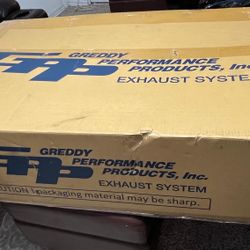 GREDDY
PERFORMANCE
GPP PRODUCTS, Inc.
EXHAUST SYSTEM
GREDDY
PERFORMANCE
GPP PRODUCTS, Inc.
EXHAUST SYSTEM
CAUTION packaging material may be sharp.